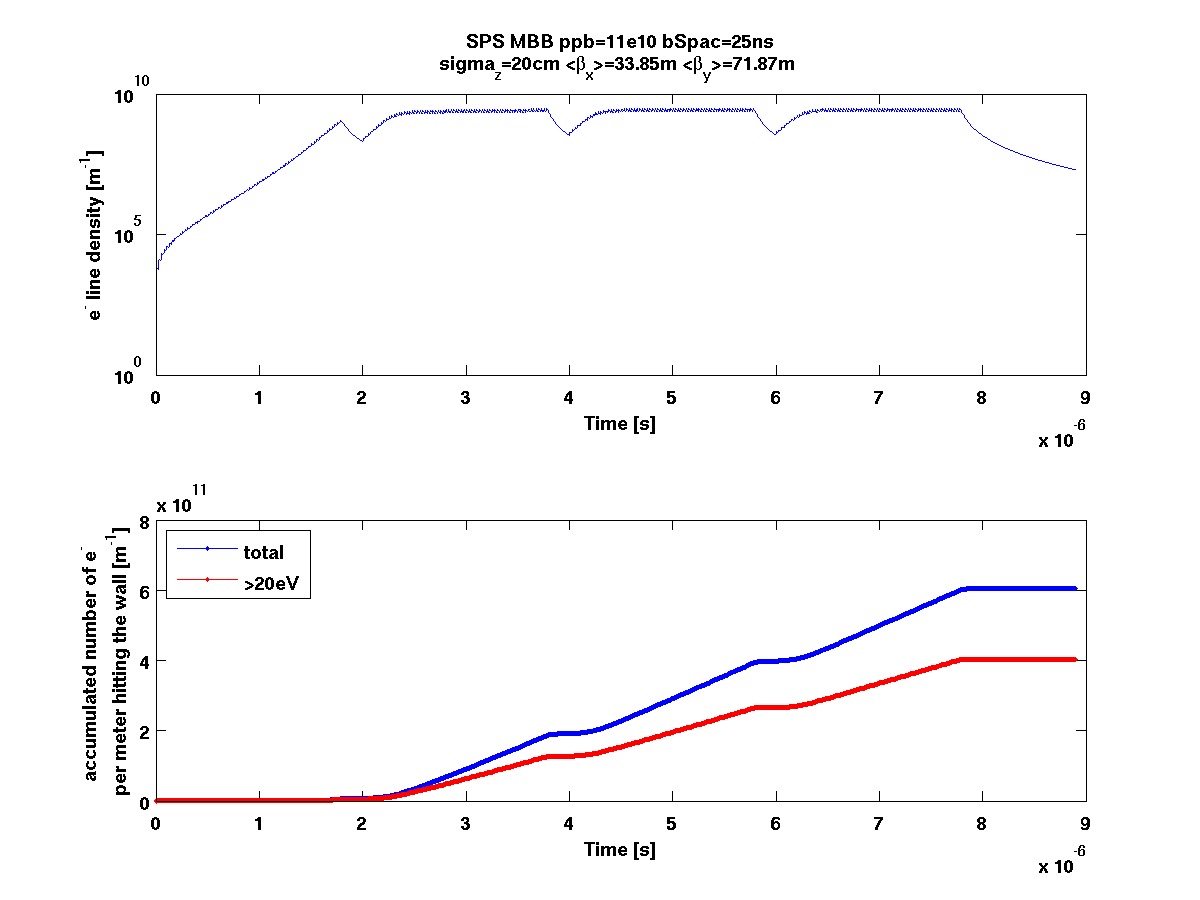 SPS MBB ppb=11e10 bSpac=25ns
sigma_z=20cm <β_x>=33.85m <β_y>=71.87m
10^10
10^5
10^0
e^- line density [m^-1]
0 1 2 3 4 5 6 7 8 9
Time [s]
x 10^-6
x 10^11
8
6
4
2
0
accumulated number of e^-
per meter hitting the wall [m^-1]
total
>20eV
0 1 2 3 4 5 6 7 8 9
Time [s]
x 10^-6